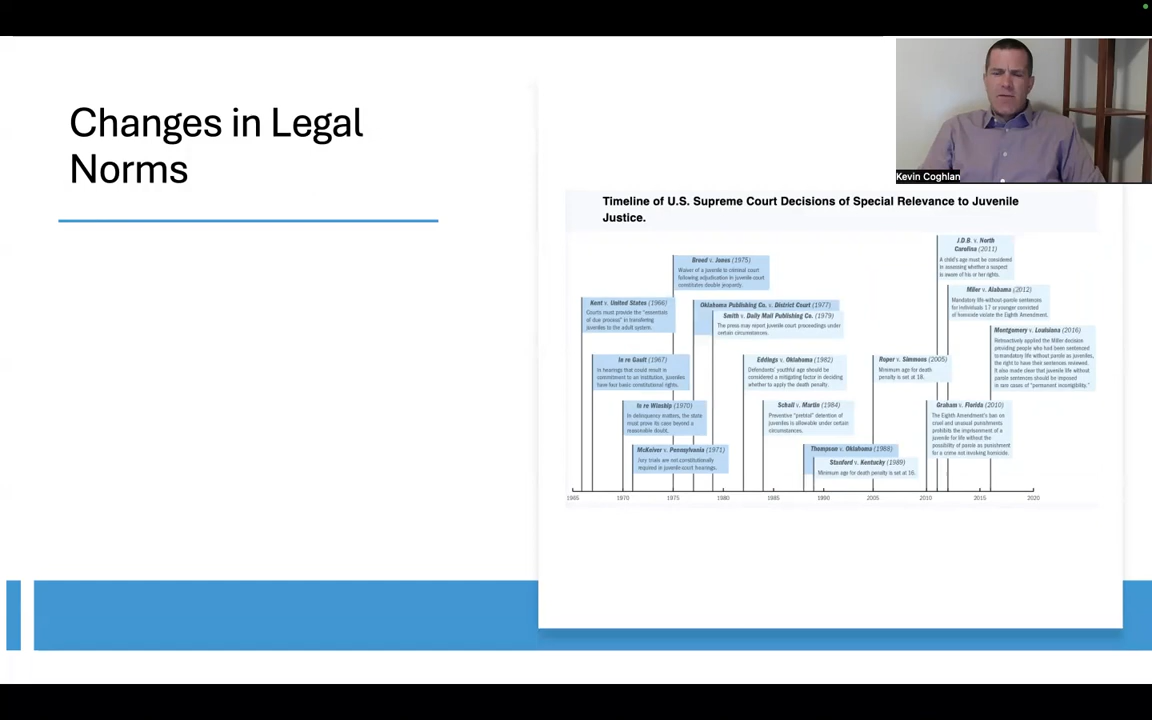 Changes in Legal
Norms
Kevin Coghlan
Timeline of U.S. Supreme Court Decisions of Special Relevance to Juvenile
Justice.
J.D.B. v. North
Carolina (2011)
A child's age must be considered
in assessing whether a suspect
is aware of his or her rights.
Breed v. Jones (1975)
Waiver of a juvenile to criminal court
following adjudication in juvenile court
constitutes double jeopardy.
Miller v. Alabama (2012)
Mandatory life-without-parole sentences
for individuals 17 or younger convicted
of homicide violate the Eighth Amendment.
Kent v. United States (1966)
Courts must provide the "essentials
of due process" in transferring
juveniles to the adult system.
Oklahoma Publishing Co. v. District Court (1977)
Smith v. Daily Mail Publishing Co. (1979)
The press may report juvenile court proceedings under
certain circumstances.
Montgomery v. Louisiana (2016)
Retroactively applied the Miller decision
providing people who had been sentenced
to mandatory life without parole as juveniles,
the right to have their sentences reviewed.
It also made clear that juvenile life without
parole sentences should be imposed
in rare cases of "permanent incorrigibility."
In re Gault (1967)
In hearings that could result in
commitment to an institution, juveniles
have four basic constitutional rights.
Eddings v. Oklahoma (1982)
Defendants' youthful age should be
considered a mitigating factor in deciding
whether to apply the death penalty.
Roper v. Simmons (2005)
Minimum age for death
penalty is set at 18.
In re Winship (1970)
In delinquency matters, the state
must prove its case beyond a
reasonable doubt.
Schall v. Martin (1984)
Preventive "pretrial" detention of
juveniles is allowable under certain
circumstances.
Graham v. Florida (2010)
The Eighth Amendment's ban on
cruel and unusual punishments
prohibits the imprisonment of a
juvenile for life without the
possibility of parole as punishment
for a crime not involving homicide.
McKeiver v. Pennsylvania (1971)
Jury trials are not constitutionally
required in juvenile court hearings.
Thompson v. Oklahoma (1988)
Stanford v. Kentucky (1989)
Minimum age for death penalty is set at 16.
1965 1970 1975 1980 1985 1990 2005 2010 2015 2020